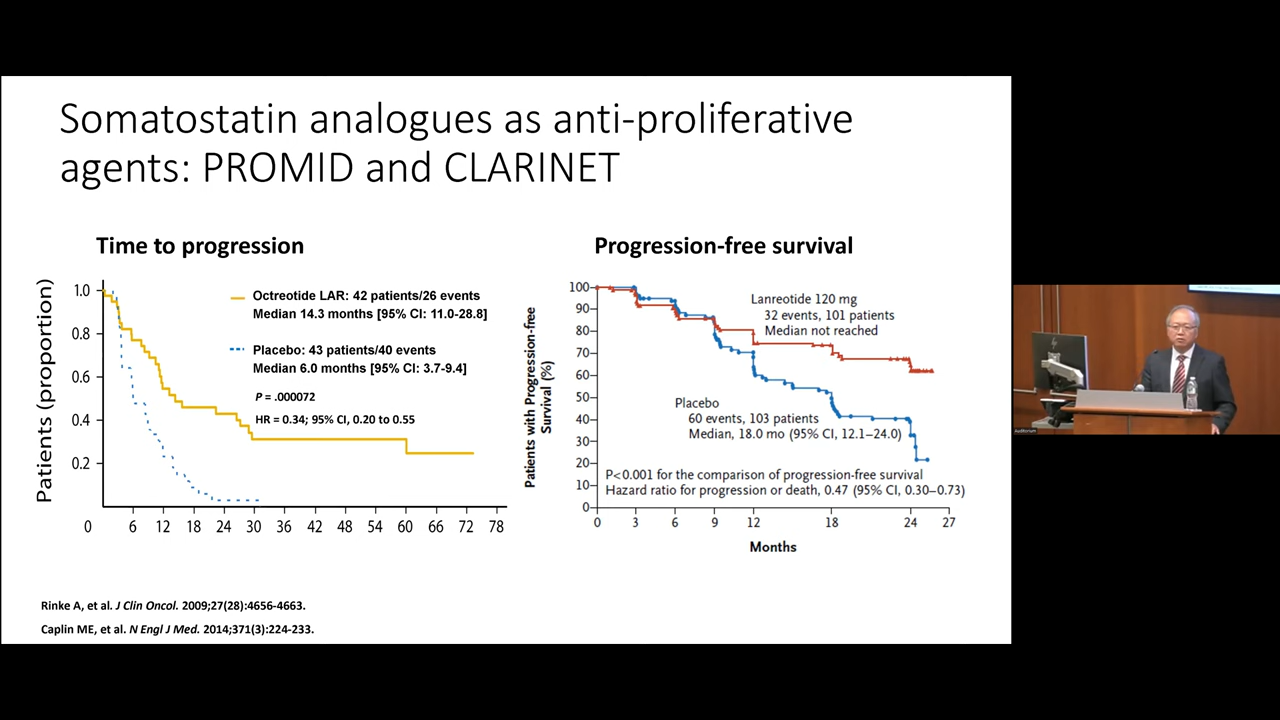 Somatostatin analogues as anti-proliferative
agents: PROMID and CLARINET
Time to progression
Patients (proportion)
1.0
0.8
0.6
0.4
0.2
Octreotide LAR: 42 patients/26 events
Median 14.3 months [95% CI: 11.0-28.8]
Placebo: 43 patients/40 events
Median 6.0 months [95% CI: 3.7-9.4]
P = .000072
HR = 0.34; 95% CI, 0.20 to 0.55
0 6 12 18 24 30 36 42 48 54 60 66 72 78
Progression-free survival
Patients with Progression-free
Survival (%)
100
90
80
70
60
50
40
30
20
10
0
Lanreotide 120 mg
32 events, 101 patients
Median not reached
Placebo
60 events, 103 patients
Median, 18.0 mo (95% CI, 12.1–24.0)
P<0.001 for the comparison of progression-free survival
Hazard ratio for progression or death, 0.47 (95% CI, 0.30–0.73)
0 3 6 9 12 18 24 27
Months
Rinke A, et al. J Clin Oncol. 2009;27(28):4656-4663.
Caplin ME, et al. N Engl J Med. 2014;371(3):224-233.
Auditorium